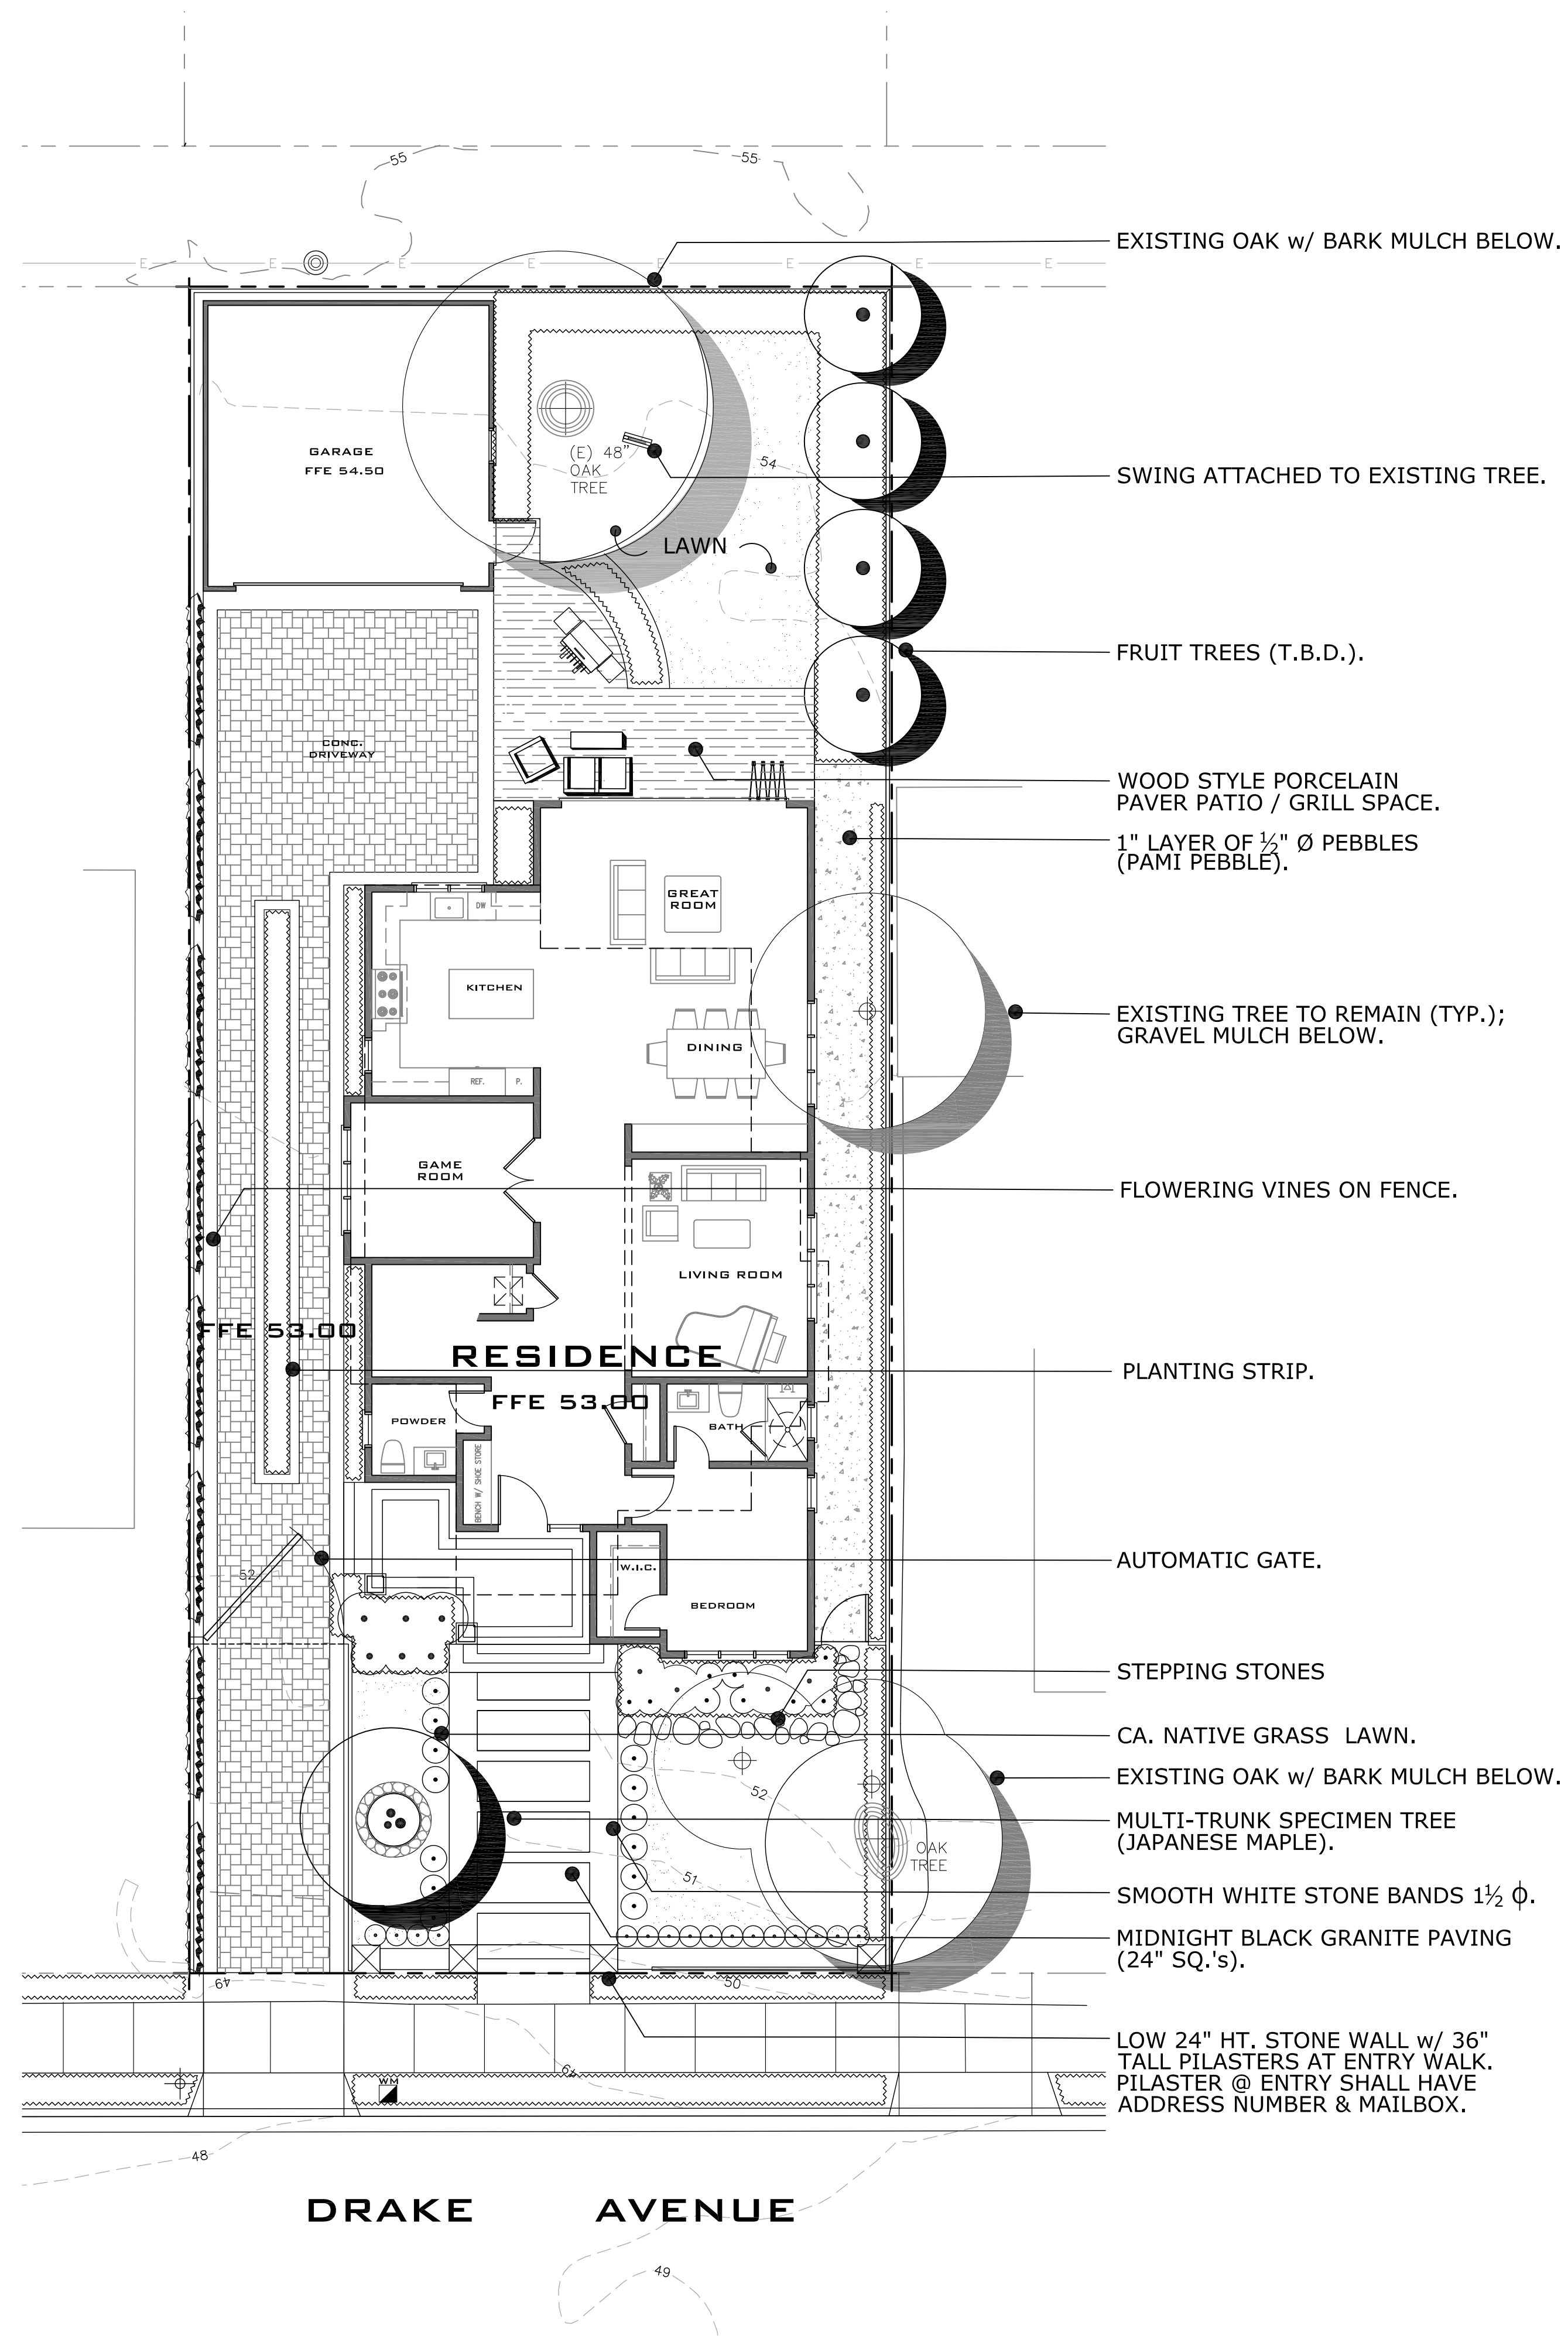 55
55
EXISTING OAK w/ BARK MULCH BELOW.
E E E E E E E E
GARAGE
FFE 54.50
(E) 48"
OAK
TREE
54
SWING ATTACHED TO EXISTING TREE.
LAWN
FRUIT TREES (T.B.D.).
CONC.
DRIVEWAY
WOOD STYLE PORCELAIN
PAVER PATIO / GRILL SPACE.
1" LAYER OF ½" Ø PEBBLES
(PAMI PEBBLE).
GREAT
ROOM
DW
KITCHEN
EXISTING TREE TO REMAIN (TYP.);
GRAVEL MULCH BELOW.
DINING
REF. P.
GAME
ROOM
FLOWERING VINES ON FENCE.
LIVING ROOM
FFE 53.00
RESIDENCE
FFE 53.00
PLANTING STRIP.
POWDER
BATH
BENCH W/ SHOE STORE
AUTOMATIC GATE.
52
W.I.C.
BEDROOM
STEPPING STONES
CA. NATIVE GRASS LAWN.
EXISTING OAK w/ BARK MULCH BELOW.
52
MULTI-TRUNK SPECIMEN TREE
(JAPANESE MAPLE).
OAK
TREE
51
SMOOTH WHITE STONE BANDS 1½ ϕ.
MIDNIGHT BLACK GRANITE PAVING
(24" SQ.'s).
49
50
LOW 24" HT. STONE WALL w/ 36"
TALL PILASTERS AT ENTRY WALK.
PILASTER @ ENTRY SHALL HAVE
ADDRESS NUMBER & MAILBOX.
49
WM
48
DRAKE AVENUE
49